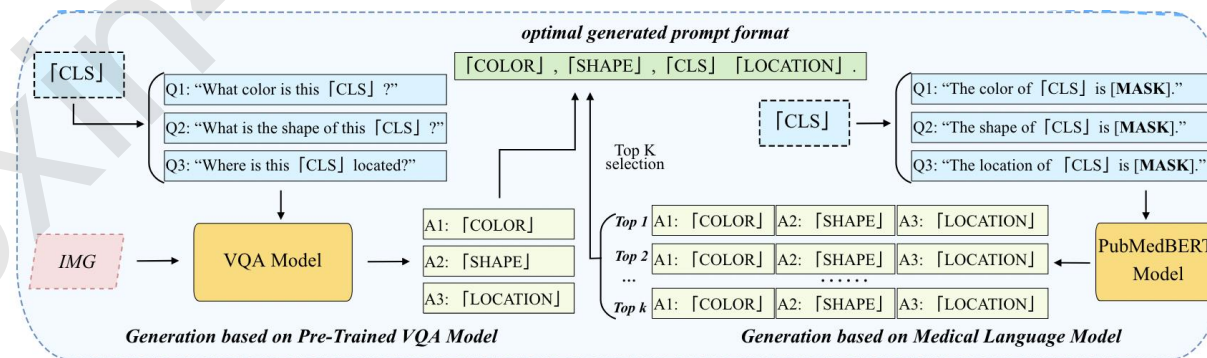 optimal generated prompt format
「COLOR」, 「SHAPE」, 「CLS」 「LOCATION」.
「CLS」
Q1: “What color is this 「CLS」 ?”
Q2: “What is the shape of this 「CLS」 ?”
Q3: “Where is this 「CLS」 located?”
IMG
VQA Model
A1: 「COLOR」
A2: 「SHAPE」
A3: 「LOCATION」
Generation based on Pre-Trained VQA Model
Top K
selection
「CLS」
Q1: “The color of 「CLS」 is [MASK].”
Q2: “The shape of 「CLS」 is [MASK].”
Q3: “The location of 「CLS」 is [MASK].”
PubMedBERT
Model
Top 1 A1: 「COLOR」 A2: 「SHAPE」 A3: 「LOCATION」
Top 2 A1: 「COLOR」 A2: 「SHAPE」 A3: 「LOCATION」
... ......
Top k A1: 「COLOR」 A2: 「SHAPE」 A3: 「LOCATION」
Generation based on Medical Language Model